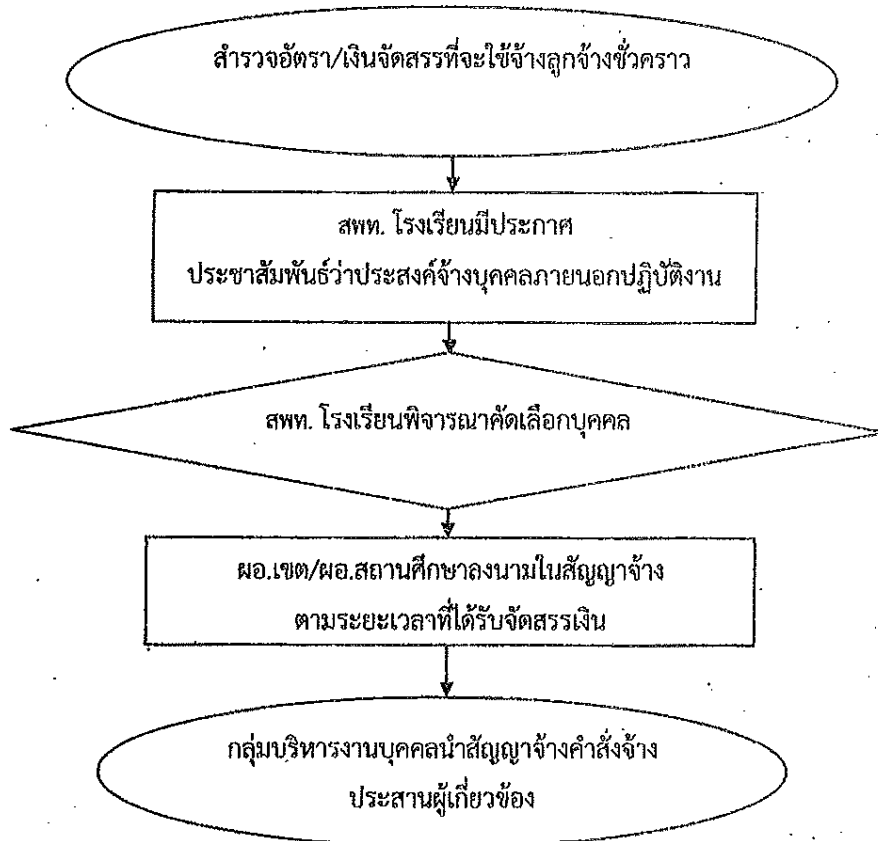 สำรวจอัตรา/เงินจัดสรรที่จะใช้จ้างลูกจ้างชั่วคราว
สพท. โรงเรียนมีประกาศ
ประชาสัมพันธ์ว่าประสงค์จ้างบุคคลภายนอกปฏิบัติงาน
สพท. โรงเรียนพิจารณาคัดเลือกบุคคล
ผอ.เขต/ผอ.สถานศึกษาลงนามในสัญญาจ้าง
ตามระยะเวลาที่ได้รับจัดสรรเงิน
กลุ่มบริหารงานบุคคลนำสัญญาจ้างคำสั่งจ้าง
ประสานผู้เกี่ยวข้อง